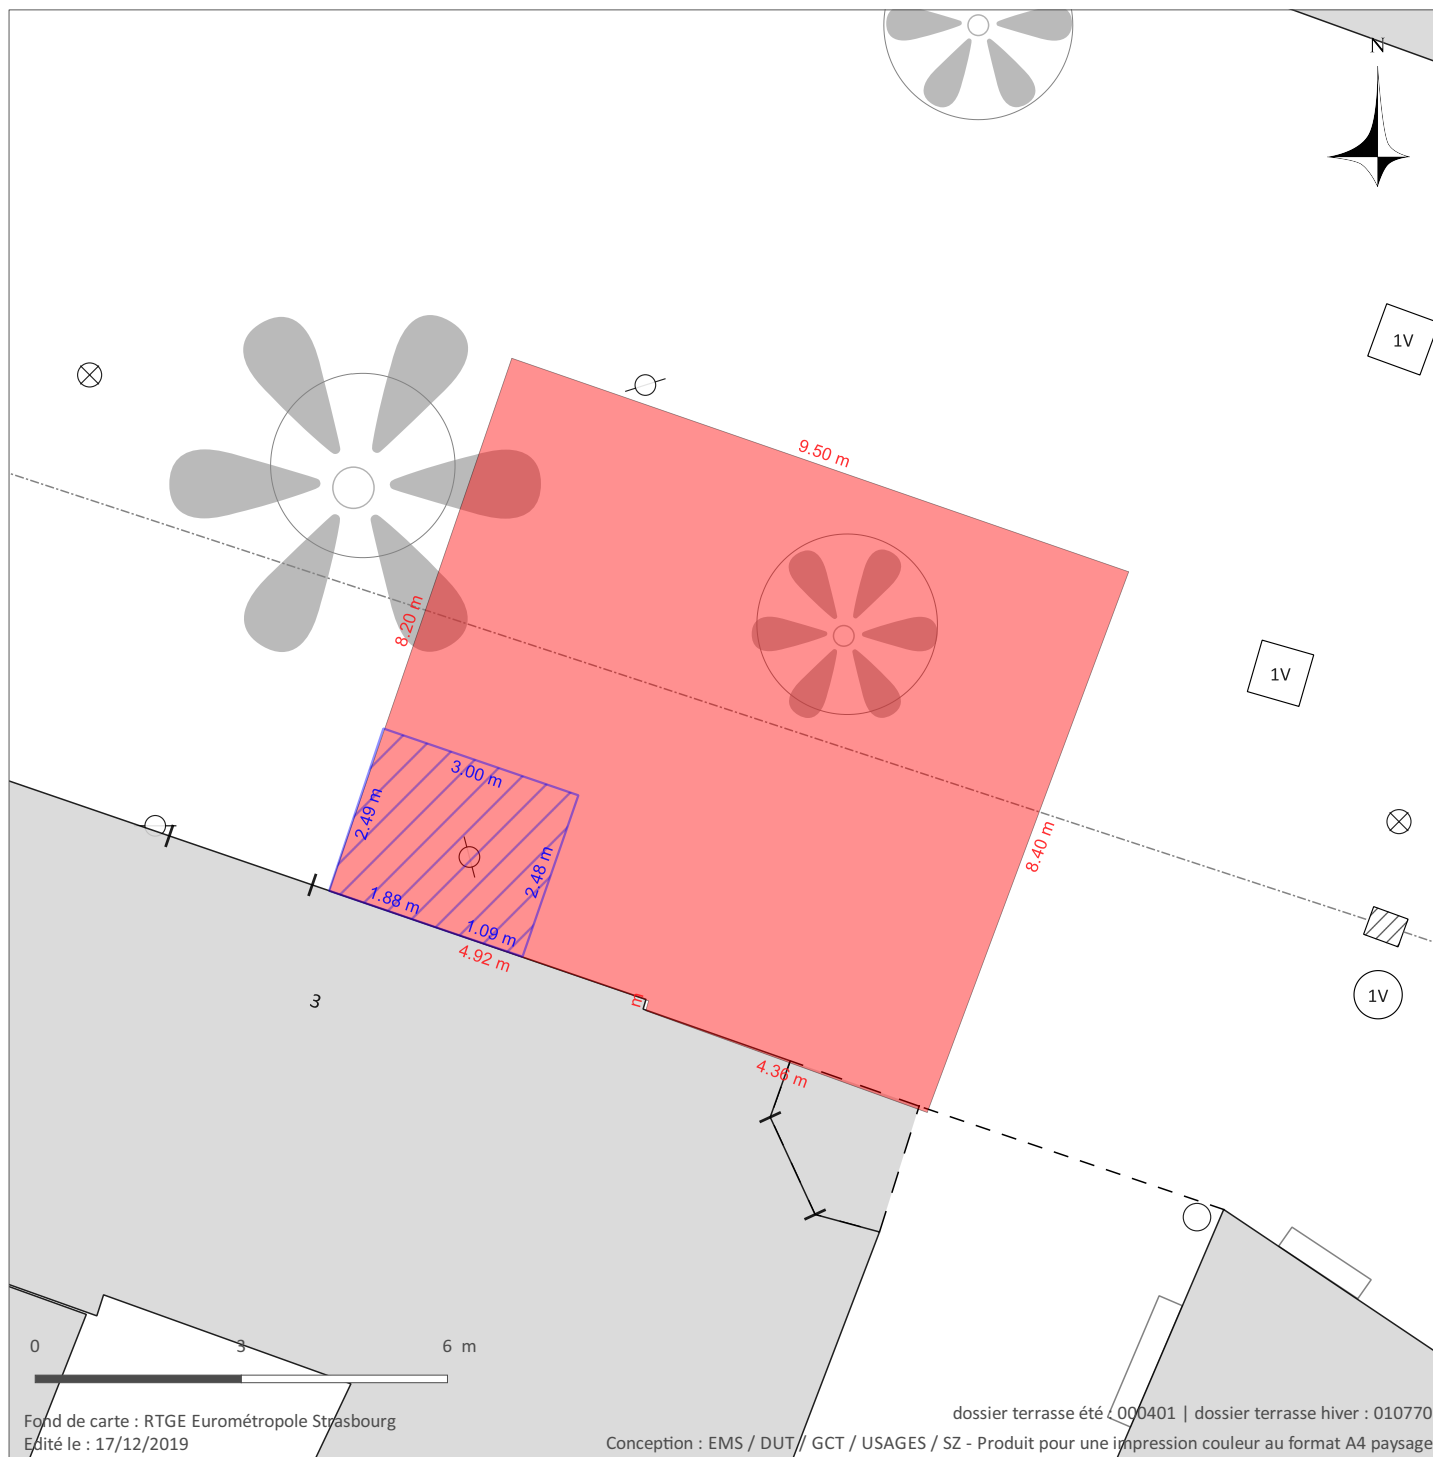 N
1V
9.50 m
8.20 m
1V
3.00 m
2.49 m
2.48 m
8.40 m
1.88 m
1.09 m
4.92 m
3
m
1V
4.36 m
0 3 6 m
Fond de carte : RTGE Eurométropole Strasbourg
Edité le : 17/12/2019
dossier terrasse été : 000401 | dossier terrasse hiver : 010770
Conception : EMS / DUT / GCT / USAGES / SZ - Produit pour une impression couleur au format A4 paysage